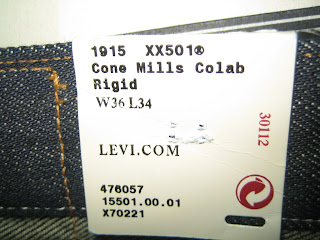 1915 XX501®
Cone Mills Colab
Rigid
W36 L34
30112
LEVI.COM
476057
15501.00.01
X70221